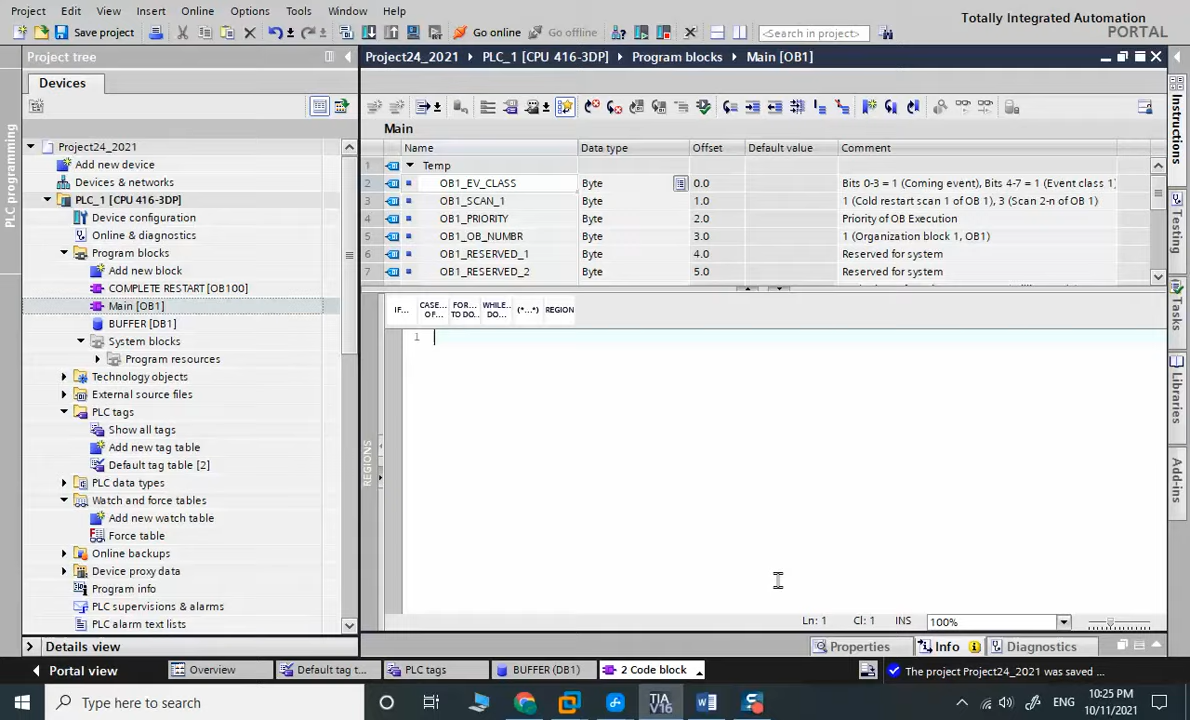 Project Edit View Insert Online Options Tools Window Help
Totally Integrated Automation
PORTAL
Save project
Go online
Go offline
<Search in project>
Project tree
Project24_2021 PLC_1 [CPU 416-3DP] Program blocks Main [OB1]
Devices
PLC programming
Project24_2021
Add new device
Devices & networks
PLC_1 [CPU 416-3DP]
Device configuration
Online & diagnostics
Program blocks
Add new block
COMPLETE RESTART [OB100]
Main [OB1]
BUFFER [DB1]
System blocks
Program resources
Technology objects
External source files
PLC tags
Show all tags
Add new tag table
Default tag table [2]
PLC data types
Watch and force tables
Add new watch table
Force table
Online backups
Device proxy data
Program info
PLC supervisions & alarms
PLC alarm text lists
Details view
Main
Name Data type Offset Default value Comment
1 Temp
2 OB1_EV_CLASS Byte 0.0 Bits 0-3 = 1 (Coming event), Bits 4-7 = 1 (Event class 1)
3 OB1_SCAN_1 Byte 1.0 1 (Cold restart scan 1 of OB 1), 3 (Scan 2-n of OB 1)
4 OB1_PRIORITY Byte 2.0 Priority of OB Execution
5 OB1_OB_NUMBR Byte 3.0 1 (Organization block 1, OB1)
6 OB1_RESERVED_1 Byte 4.0 Reserved for system
7 OB1_RESERVED_2 Byte 5.0 Reserved for system
IF... CASE... OF... FOR... TO DO... WHILE... DO... (*...*) REGION
1
REGIONS
Ln: 1 Cl: 1 INS 100%
Properties Info Diagnostics
Instructions
Testing
Tasks
Libraries
Add-ins
Portal view Overview Default tag t... PLC tags BUFFER (DB1) 2 Code block
The project Project24_2021 was saved ...
Type here to search
TIA
V16
ENG
10:25 PM
10/11/2021